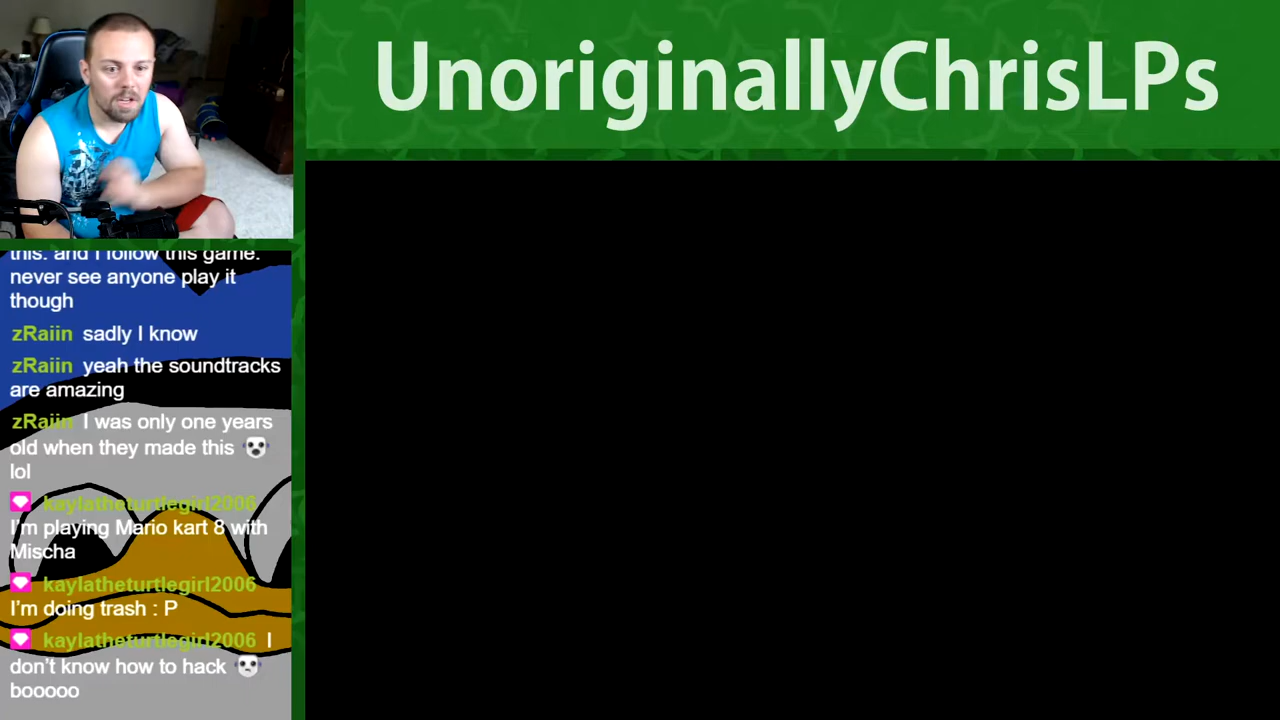 UnoriginallyChrisLPs
this. and I follow this game.
never see anyone play it
though
zRaiin sadly I know
zRaiin yeah the soundtracks
are amazing
zRaiin I was only one years
old when they made this
lol
kaylatheturtlegirl2006
I'm playing Mario kart 8 with
Mischa
kaylatheturtlegirl2006
I'm doing trash : P
kaylatheturtlegirl2006 I
don't know how to hack
booooo